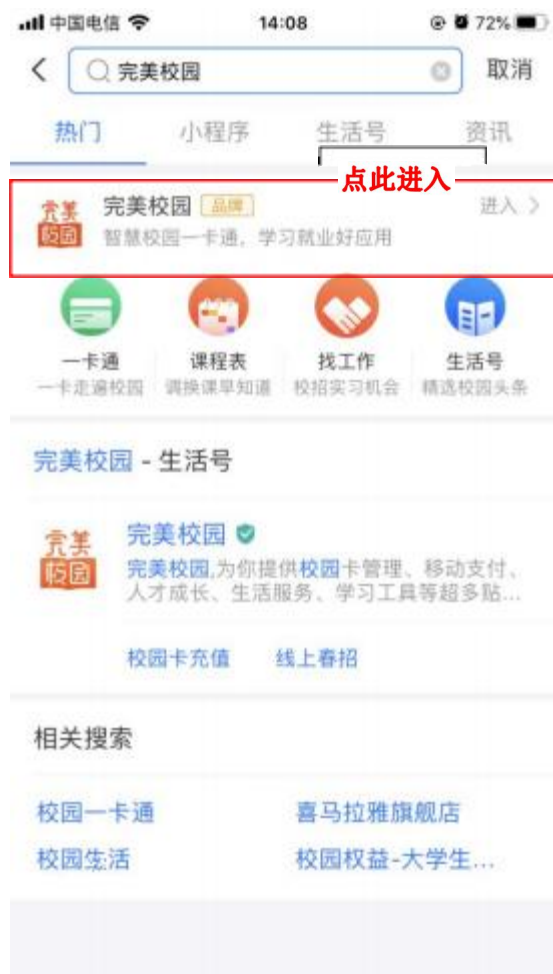 中国电信 14:08 72%
完美校园 取消
热门 小程序 生活号 资讯
点此进入
完美校园 品牌 进入
智慧校园一卡通，学习就业好应用
完美校园
一卡通 课程表 找工作 生活号
一卡走遍校园 调换课早知道 校招实习机会 精选校园头条
完美校园 - 生活号
完美校园
完美校园
完美校园,为你提供校园卡管理、移动支付、
人才成长、生活服务、学习工具等超多贴...
校园卡充值 线上春招
相关搜索
校园一卡通 喜马拉雅旗舰店
校园生活 校园权益-大学生...